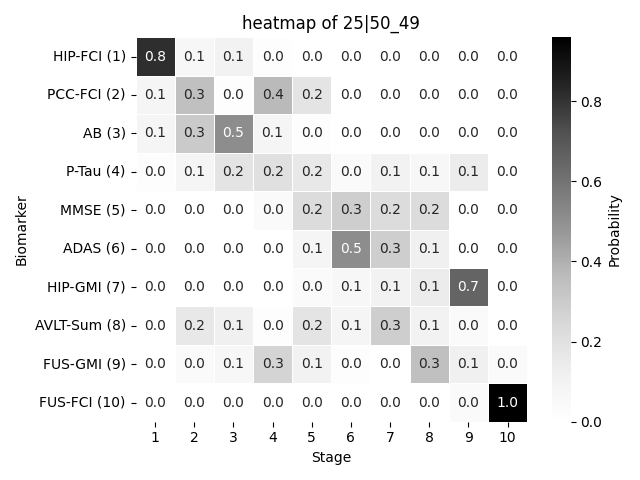 heatmap of 25|50_49
HIP-FCI (1) 0.8 0.1 0.1 0.0 0.0 0.0 0.0 0.0 0.0 0.0
PCC-FCI (2) 0.1 0.3 0.0 0.4 0.2 0.0 0.0 0.0 0.0 0.0
AB (3) 0.1 0.3 0.5 0.1 0.0 0.0 0.0 0.0 0.0 0.0
P-Tau (4) 0.0 0.1 0.2 0.2 0.2 0.0 0.1 0.1 0.1 0.0
MMSE (5) 0.0 0.0 0.0 0.0 0.2 0.3 0.2 0.2 0.0 0.0
ADAS (6) 0.0 0.0 0.0 0.0 0.1 0.5 0.3 0.1 0.0 0.0
HIP-GMI (7) 0.0 0.0 0.0 0.0 0.0 0.1 0.1 0.1 0.7 0.0
AVLT-Sum (8) 0.0 0.2 0.1 0.0 0.2 0.1 0.3 0.1 0.0 0.0
FUS-GMI (9) 0.0 0.0 0.1 0.3 0.1 0.0 0.0 0.3 0.1 0.0
FUS-FCI (10) 0.0 0.0 0.0 0.0 0.0 0.0 0.0 0.0 0.0 1.0
1 2 3 4 5 6 7 8 9 10
Stage
Biomarker
0.8
0.6
0.4
0.2
0.0
Probability